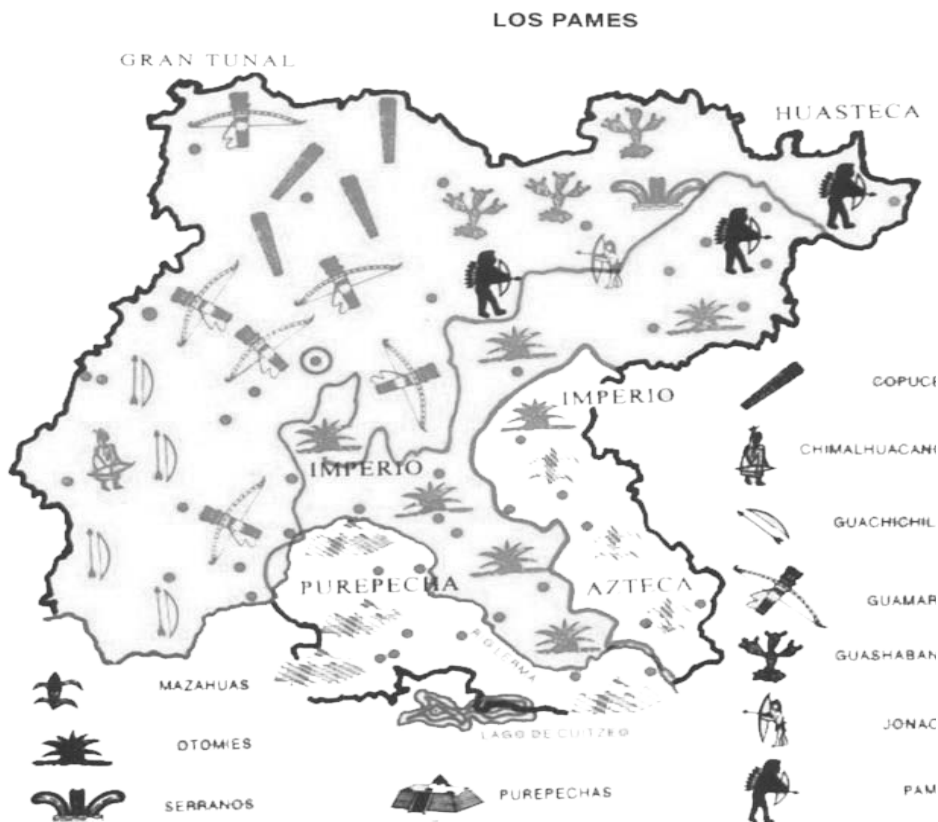 LOS PAMES
GRAN TUNAL
HUASTECA
IMPERIO
IMPERIO
PUREPECHA
AZTECA
RIO LERMA
LAGO DE CUITZEO
COPUCE
CHIMALHUACANO
GUACHICHIL
GUAMAR
GUASHABAN
JONAC
PAM
MAZAHUAS
OTOMIES
SERRANOS
PUREPECHAS